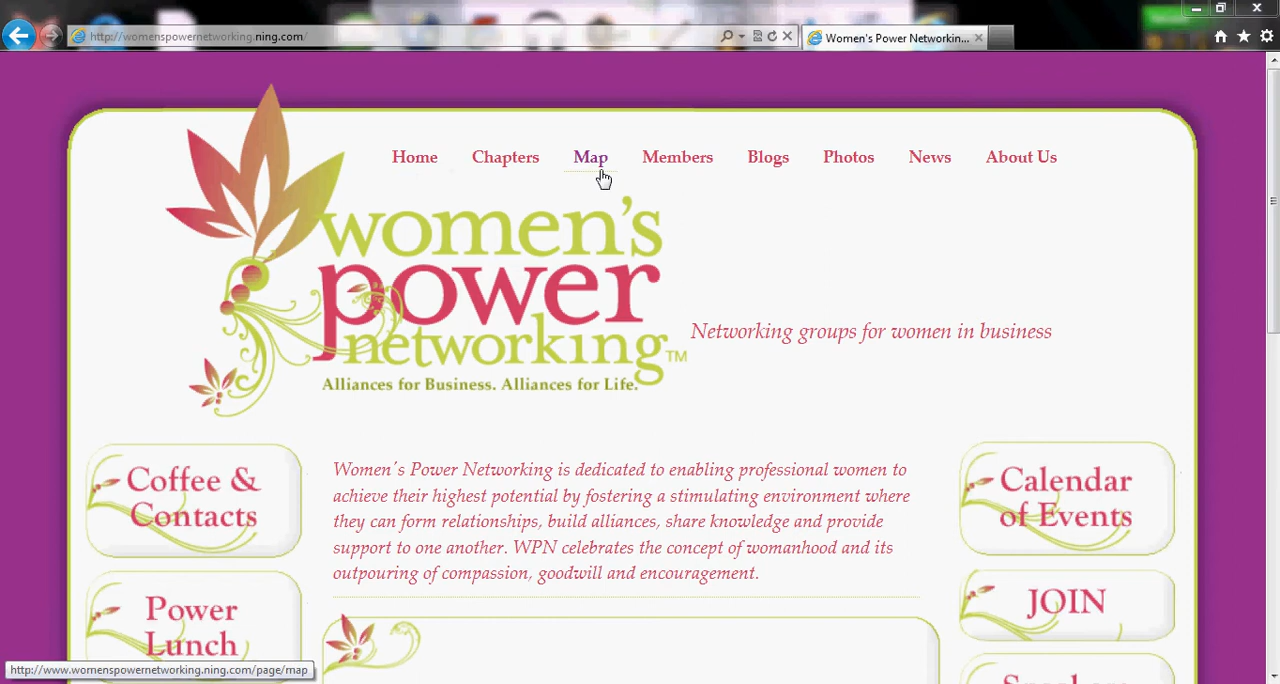 http://womenspowernetworking.ning.com/
Women's Power Networkin...
Home Chapters Map Members Blogs Photos News About Us
women's
power
networking™
Alliances for Business. Alliances for Life.
Networking groups for women in business
Coffee &
Contacts
Women's Power Networking is dedicated to enabling professional women to
achieve their highest potential by fostering a stimulating environment where
they can form relationships, build alliances, share knowledge and provide
support to one another. WPN celebrates the concept of womanhood and its
outpouring of compassion, goodwill and encouragement.
Calendar
of Events
Power
Lunch
JOIN
Speakers
http://www.womenspowernetworking.ning.com/page/map